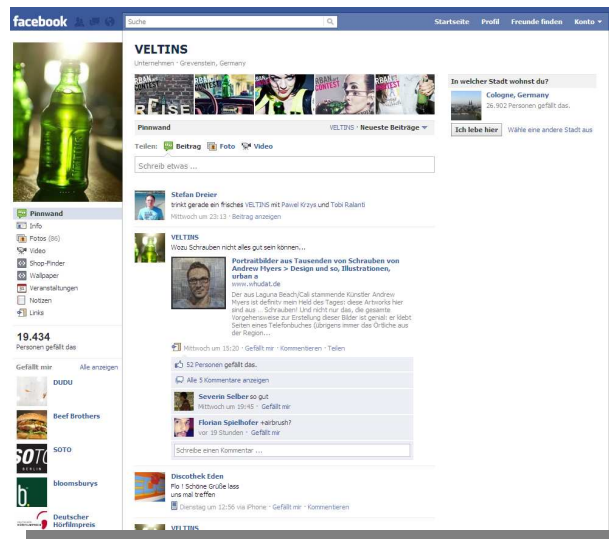 facebook
Suche
Startseite Profil Freunde finden Konto
VELTINS
Unternehmen · Grevenstein, Germany
RBAN art CONTEST
REISE
In welcher Stadt wohnst du?
Cologne, Germany
26.902 Personen gefällt das.
Ich lebe hier Wähle eine andere Stadt aus
Pinnwand VELTINS · Neueste Beiträge
Teilen: Beitrag Foto Video
Schreib etwas ...
Stefan Dreier
trinkt gerade ein frisches VELTINS mit Pawel Krzys und Tobi Ralanti
Mittwoch um 23:13 · Beitrag anzeigen
VELTINS
Wozu Schrauben nicht alles gut sein können...
Portraitbilder aus Tausenden von Schrauben von
Andrew Myers > Design und so, Illustrationen,
urban a
www.whudat.de
Der aus Laguna Beach/Cali stammende Künstler Andrew
Myers ist definitv mein Held des Tages: diese Artworks hier
sind aus ... Schrauben! Und nicht nur das, die gesamte
Vorgehensweise zur Erstellung dieser Bilder ist genial: er klebt
Seiten eines Telefonbuches (übrigens immer das Örtliche aus
der Region...
Mittwoch um 15:20 · Gefällt mir · Kommentieren · Teilen
52 Personen gefällt das.
Alle 5 Kommentare anzeigen
Severin Selber so gut
Mittwoch um 19:45 · Gefällt mir
Florian Spielhofer +airbrush?
vor 19 Stunden · Gefällt mir
Schreibe einen Kommentar ...
Discothek Eden
Flo ! Schöne Grüße lass
uns mal treffen
Dienstag um 12:56 via iPhone · Gefällt mir · Kommentieren
VELTINS
Pinnwand
Info
Fotos (86)
Video
Shop-Finder
Wallpaper
Veranstaltungen
Notizen
Links
19.434
Personen gefällt das
Gefällt mir Alle anzeigen
DUDU
Beef Brothers
SOTO
SOTO
BERLIN
bloomsburys
b.
Deutscher
Hörfilmpreis